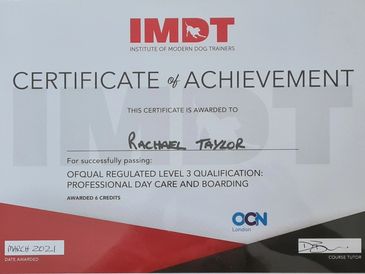 IMDT
INSTITUTE OF MODERN DOG TRAINERS
CERTIFICATE of ACHIEVEMENT
THIS CERTIFICATE IS AWARDED TO
RACHAEL TAYLOR
For successfully passing:
OFQUAL REGULATED LEVEL 3 QUALIFICATION:
PROFESSIONAL DAY CARE AND BOARDING
AWARDED 6 CREDITS
OCN
London
MARCH 2021
DATE AWARDED
COURSE TUTOR
IMDT